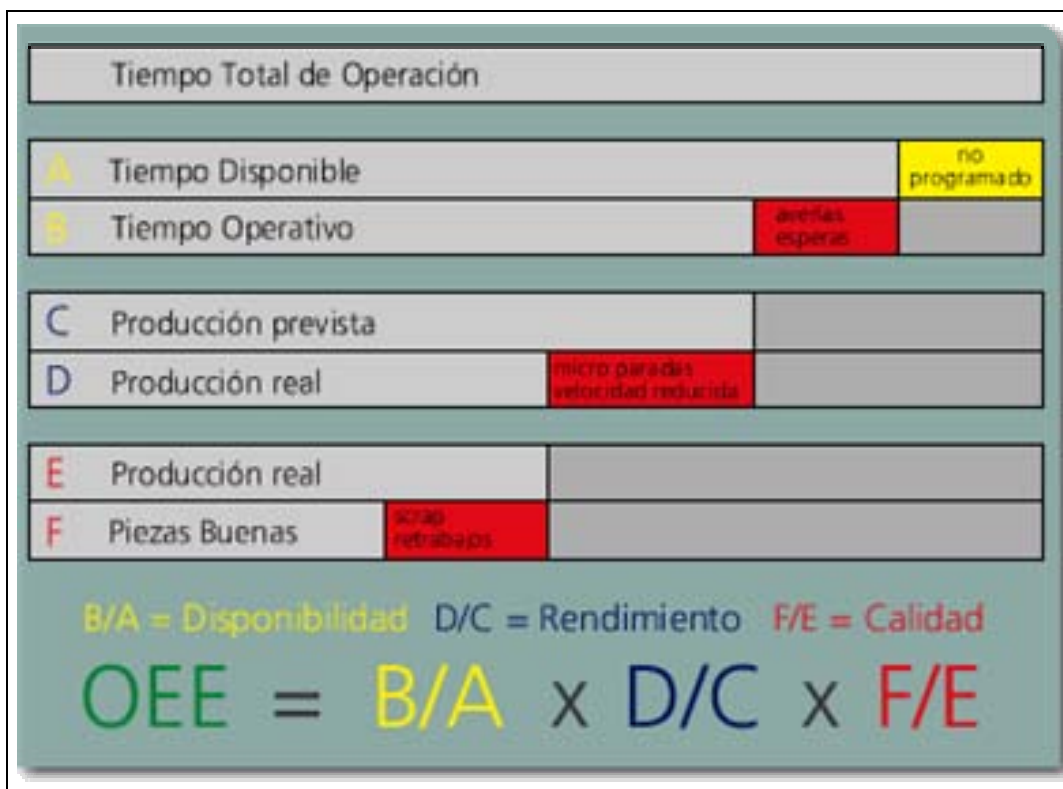 Tiempo Total de Operación
A Tiempo Disponible
no
programado
B Tiempo Operativo
averías
esperas
C Producción prevista
D Producción real
micro paradas
velocidad reducida
E Producción real
F Piezas Buenas
scrap
retrabajos
B/A = Disponibilidad D/C = Rendimiento F/E = Calidad
OEE = B/A x D/C x F/E